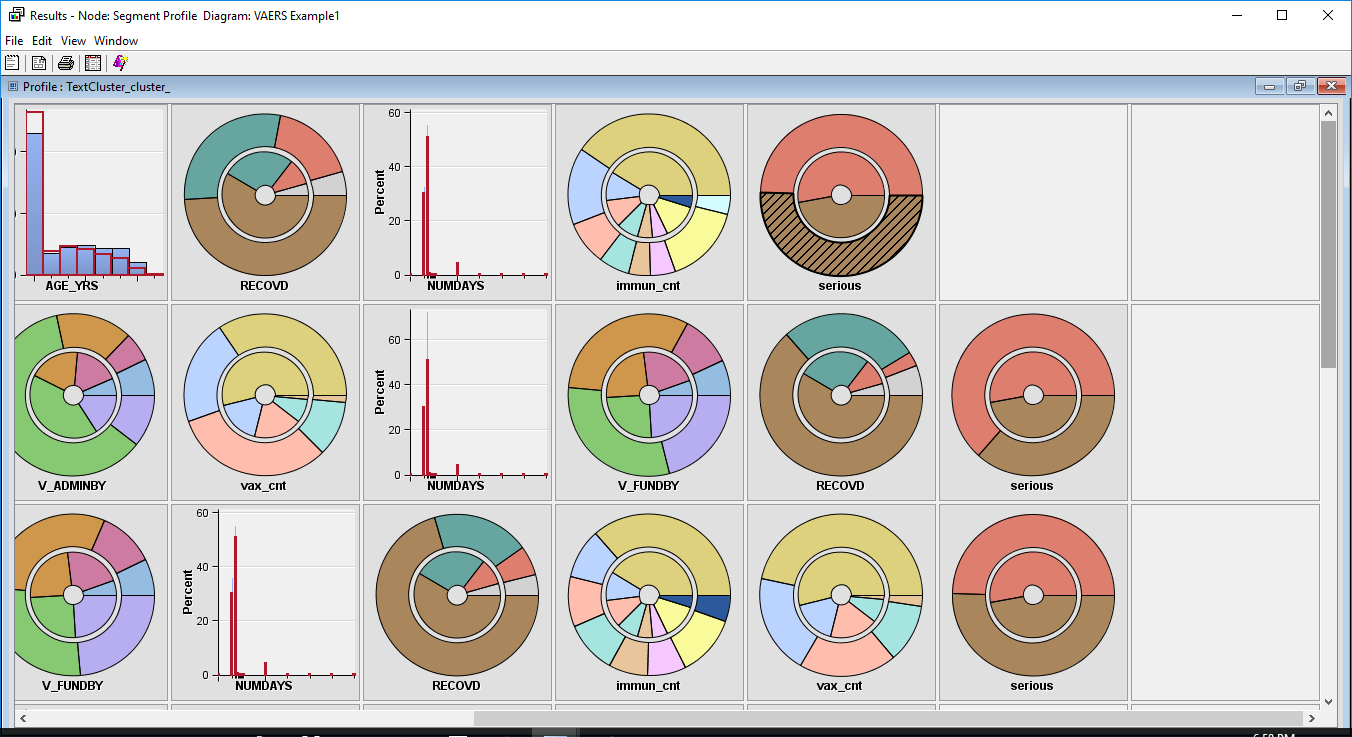 Results - Node: Segment Profile Diagram: VAERS Example1
File Edit View Window
Profile : TextCluster_cluster_
60
40
20
0
Percent
AGE_YRS RECOVD NUMDAYS immun_cnt serious
60
40
20
0
Percent
V_ADMINBY vax_cnt NUMDAYS V_FUNDBY RECOVD serious
60
40
20
0
Percent
V_FUNDBY NUMDAYS RECOVD immun_cnt vax_cnt serious